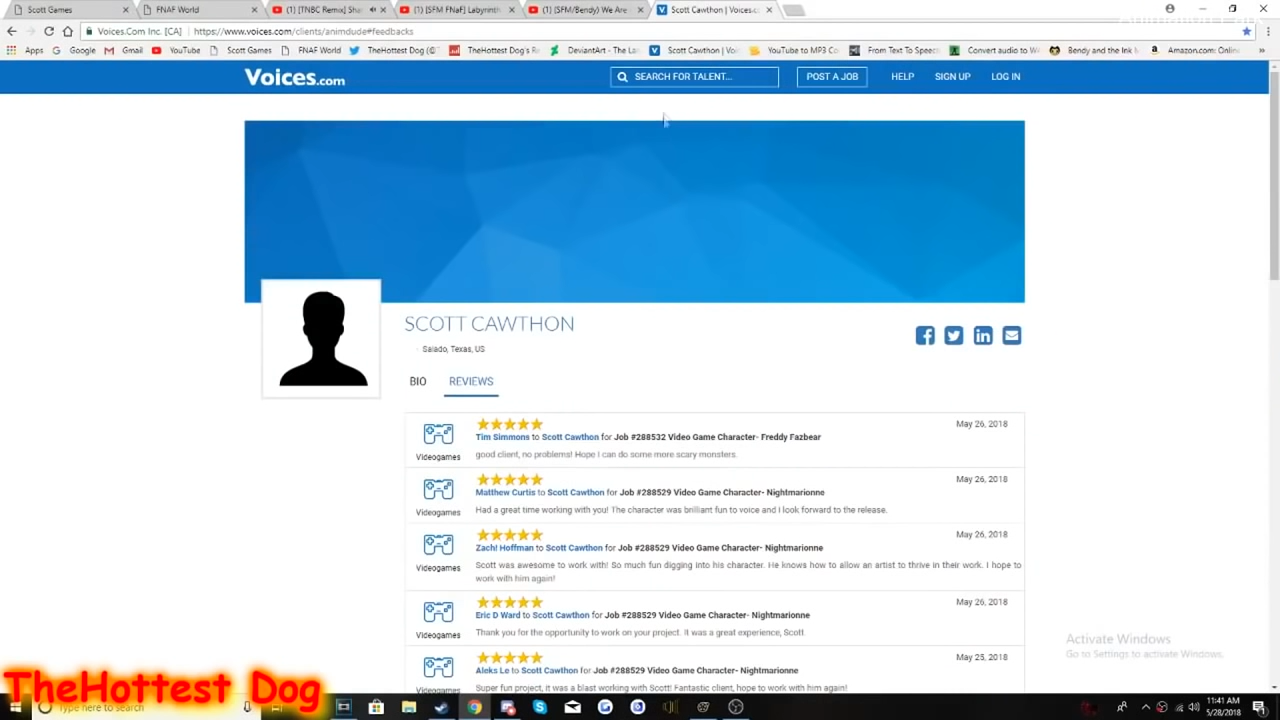 Scott Games
FNAF World
(1) [TNBC Remix] Sha
(1) [SFM FNaF] Labyrinth
(1) [SFM/Bendy] We Are
Scott Cawthon | Voices.c
Voices.Com Inc. [CA] | https://www.voices.com/clients/animdude#feedbacks
Apps Google Gmail YouTube Scott Games FNAF World TheHottestDog (@T TheHottest Dog's R DeviantArt - The La Scott Cawthon | Voi YouTube to MP3 Co From Text To Speech Convert audio to W Bendy and the Ink M Amazon.com: Onlin
Voices.com
SEARCH FOR TALENT...
POST A JOB
HELP
SIGN UP
LOG IN
SCOTT CAWTHON
Salado, Texas, US
BIO
REVIEWS
May 26, 2018
Tim Simmons to Scott Cawthon for Job #288532 Video Game Character- Freddy Fazbear
Videogames
good client, no problems! Hope I can do some more scary monsters.
May 26, 2018
Matthew Curtis to Scott Cawthon for Job #288529 Video Game Character- Nightmarionne
Videogames
Had a great time working with you! The character was brilliant fun to voice and I look forward to the release.
May 26, 2018
Zach! Hoffman to Scott Cawthon for Job #288529 Video Game Character- Nightmarionne
Videogames
Scott was awesome to work with! So much fun digging into his character. He knows how to allow an artist to thrive in their work. I hope to
work with him again!
May 26, 2018
Eric D Ward to Scott Cawthon for Job #288529 Video Game Character- Nightmarionne
Videogames
Thank you for the opportunity to work on your project. It was a great experience, Scott.
May 25, 2018
Aleks Le to Scott Cawthon for Job #288529 Video Game Character- Nightmarionne
Videogames
Super fun project, it was a blast working with Scott! Fantastic client, hope to work with him again!
Activate Windows
Go to Settings to activate Windows.
TheHottest Dog
Type here to search
11:41 AM
5/28/2018